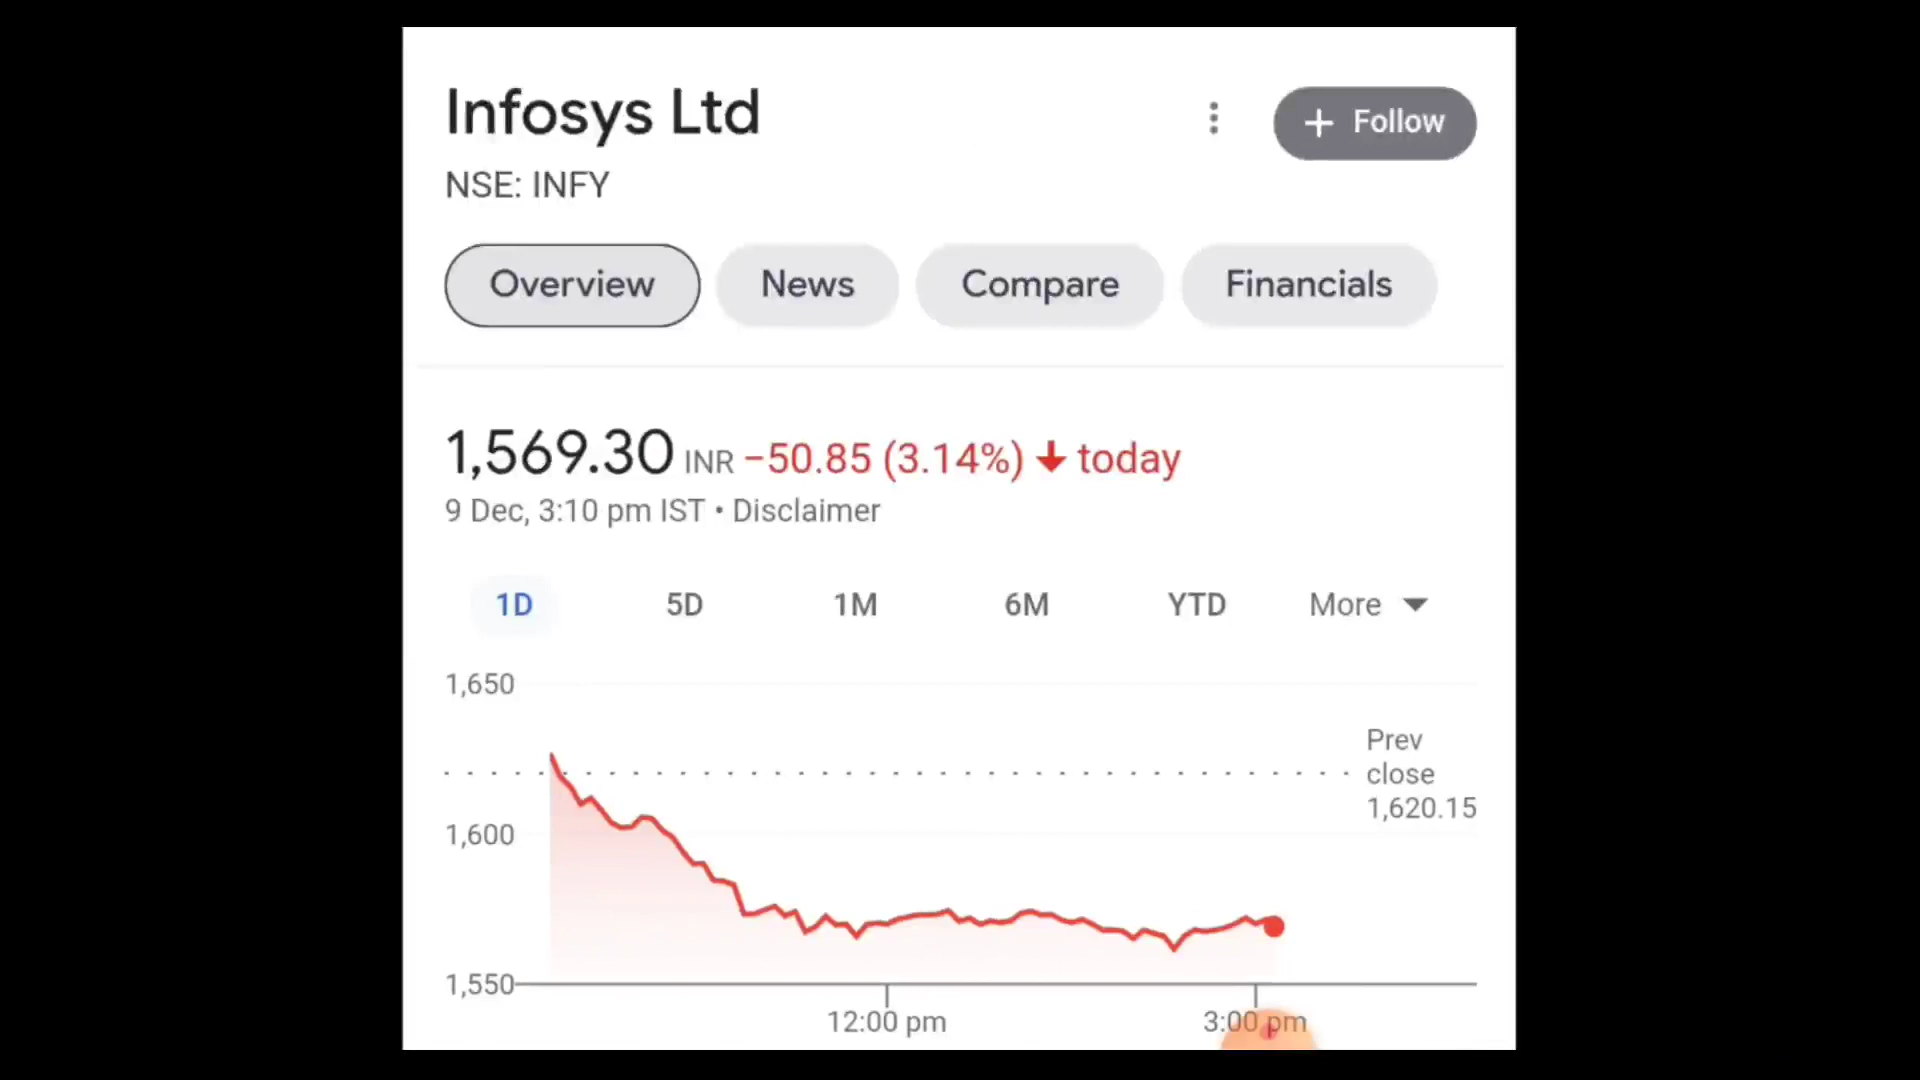 Infosys Ltd
+ Follow
NSE: INFY
Overview News Compare Financials
1,569.30 INR −50.85 (3.14%) ↓ today
9 Dec, 3:10 pm IST • Disclaimer
1D 5D 1M 6M YTD More
1,650
Prev
close
1,620.15
1,600
1,550
12:00 pm 3:00 pm